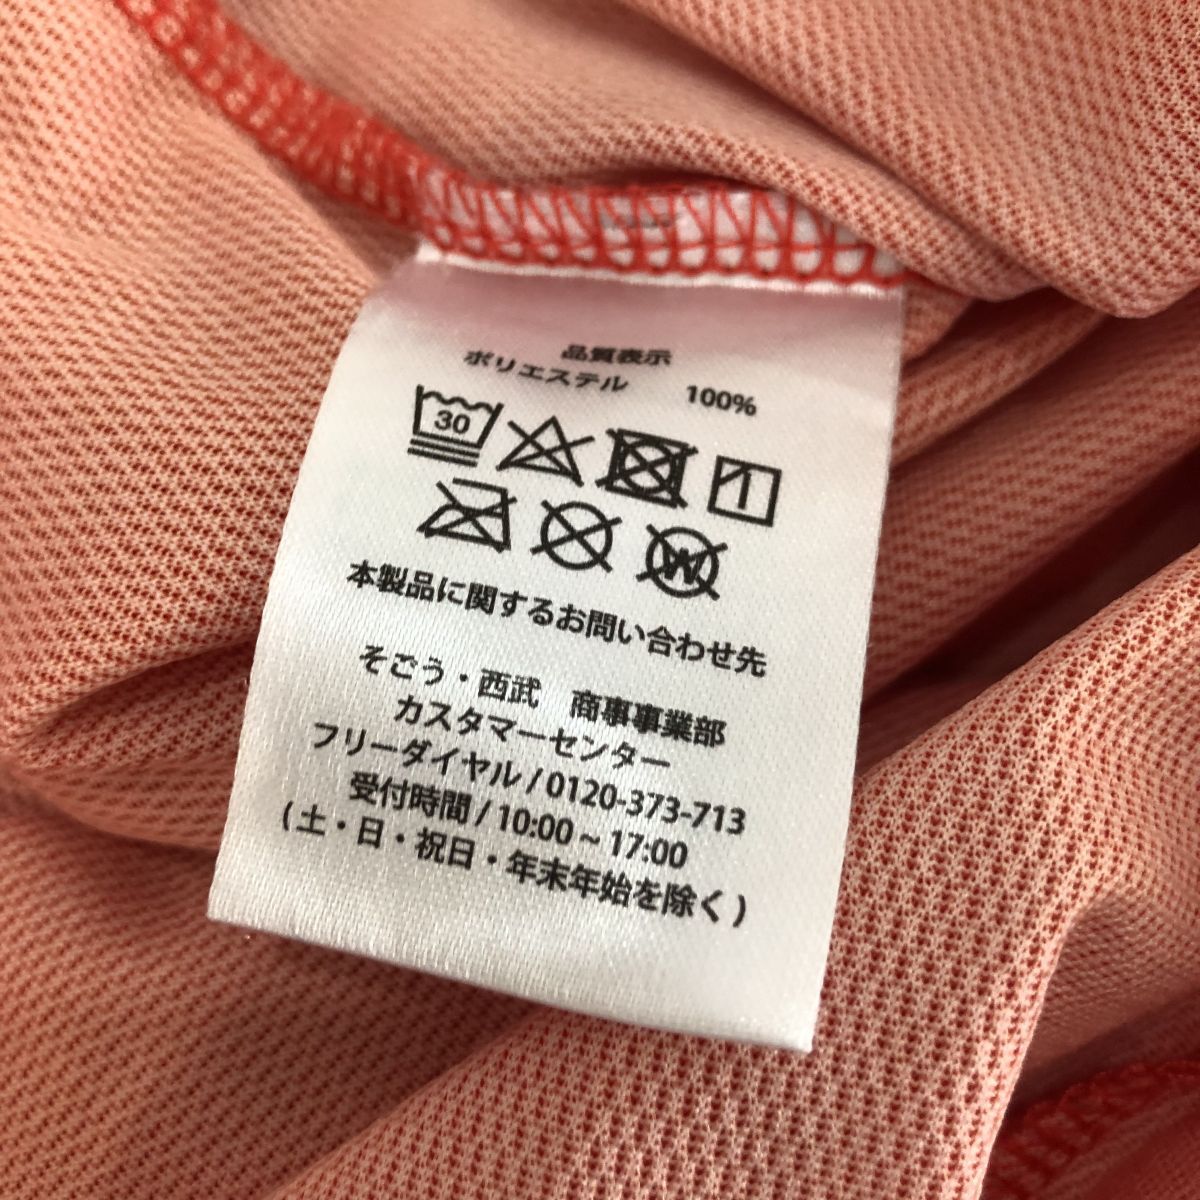 品質表示
ポリエステル 100%
30
W
本製品に関するお問い合わせ先
そごう・西武 商事事業部
カスタマーセンター
フリーダイヤル / 0120-373-713
受付時間 / 10:00 ~ 17:00
( 土・日・祝日・年末年始を除く )